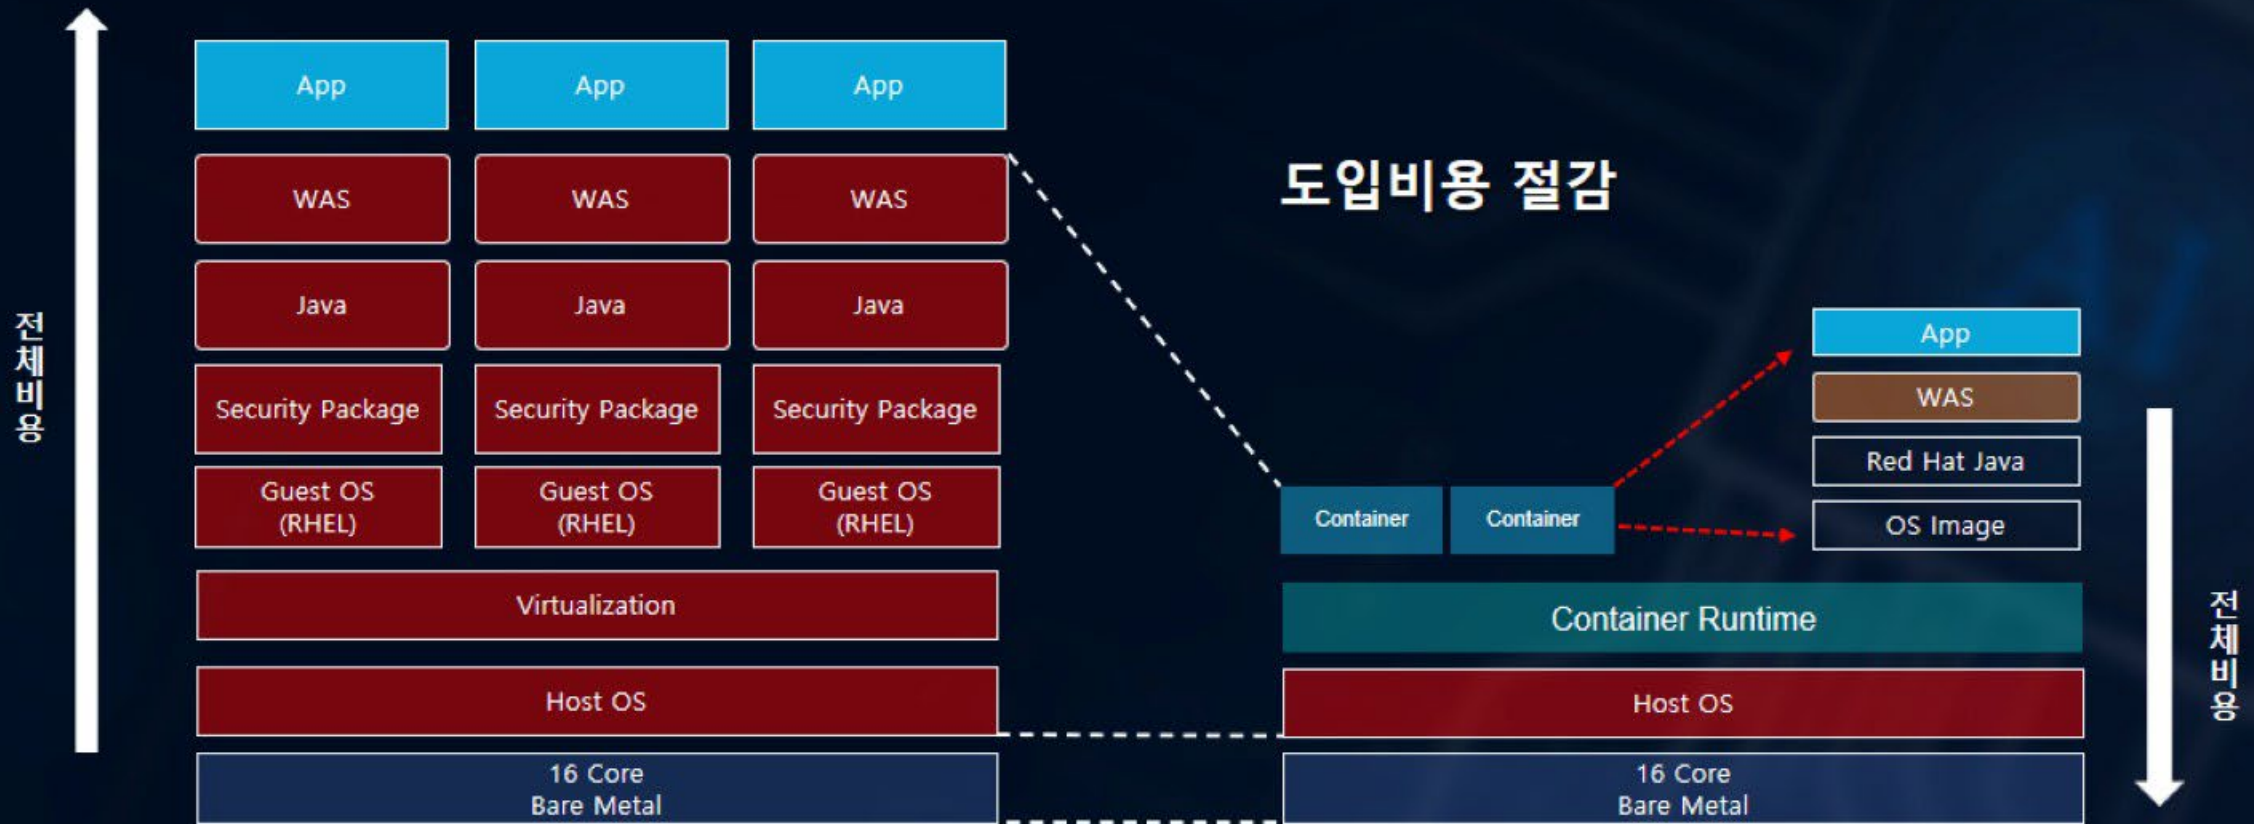 전체비용
App
App
App
WAS
WAS
WAS
Java
Java
Java
Security Package
Security Package
Security Package
Guest OS
(RHEL)
Guest OS
(RHEL)
Guest OS
(RHEL)
Virtualization
Host OS
16 Core
Bare Metal
도입비용 절감
Container
Container
App
WAS
Red Hat Java
OS Image
Container Runtime
Host OS
16 Core
Bare Metal
전체비용
AI